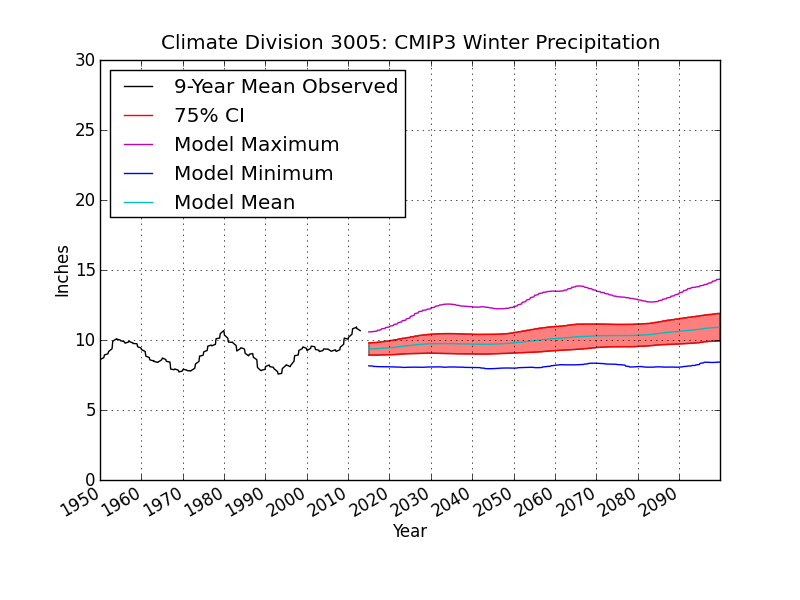 Climate Division 3005: CMIP3 Winter Precipitation
30
25
20
15
10
5
0
Inches
9-Year Mean Observed
75% CI
Model Maximum
Model Minimum
Model Mean
1950 1960 1970 1980 1990 2000 2010 2020 2030 2040 2050 2060 2070 2080 2090
Year